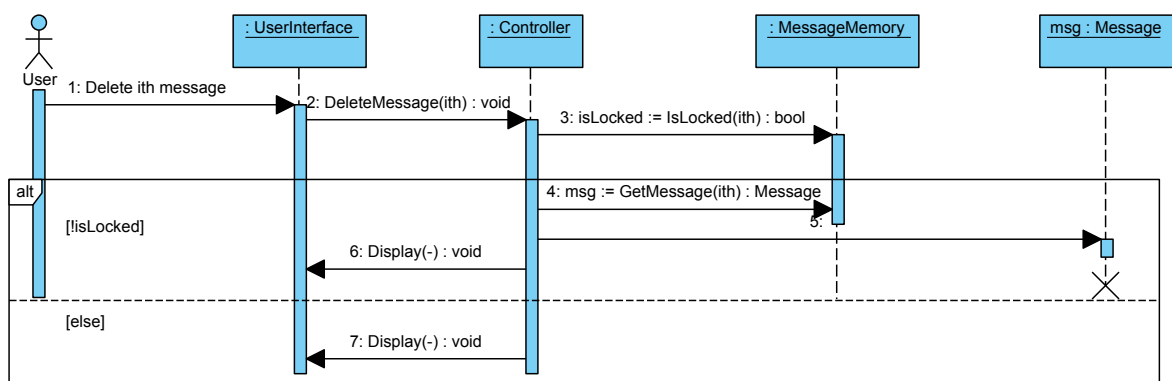 : UserInterface
: Controller
: MessageMemory
msg : Message
User
1: Delete ith message
2: DeleteMessage(ith) : void
3: isLocked := IsLocked(ith) : bool
alt
4: msg := GetMessage(ith) : Message
[!isLocked]
5:
6: Display(-) : void
[else]
7: Display(-) : void